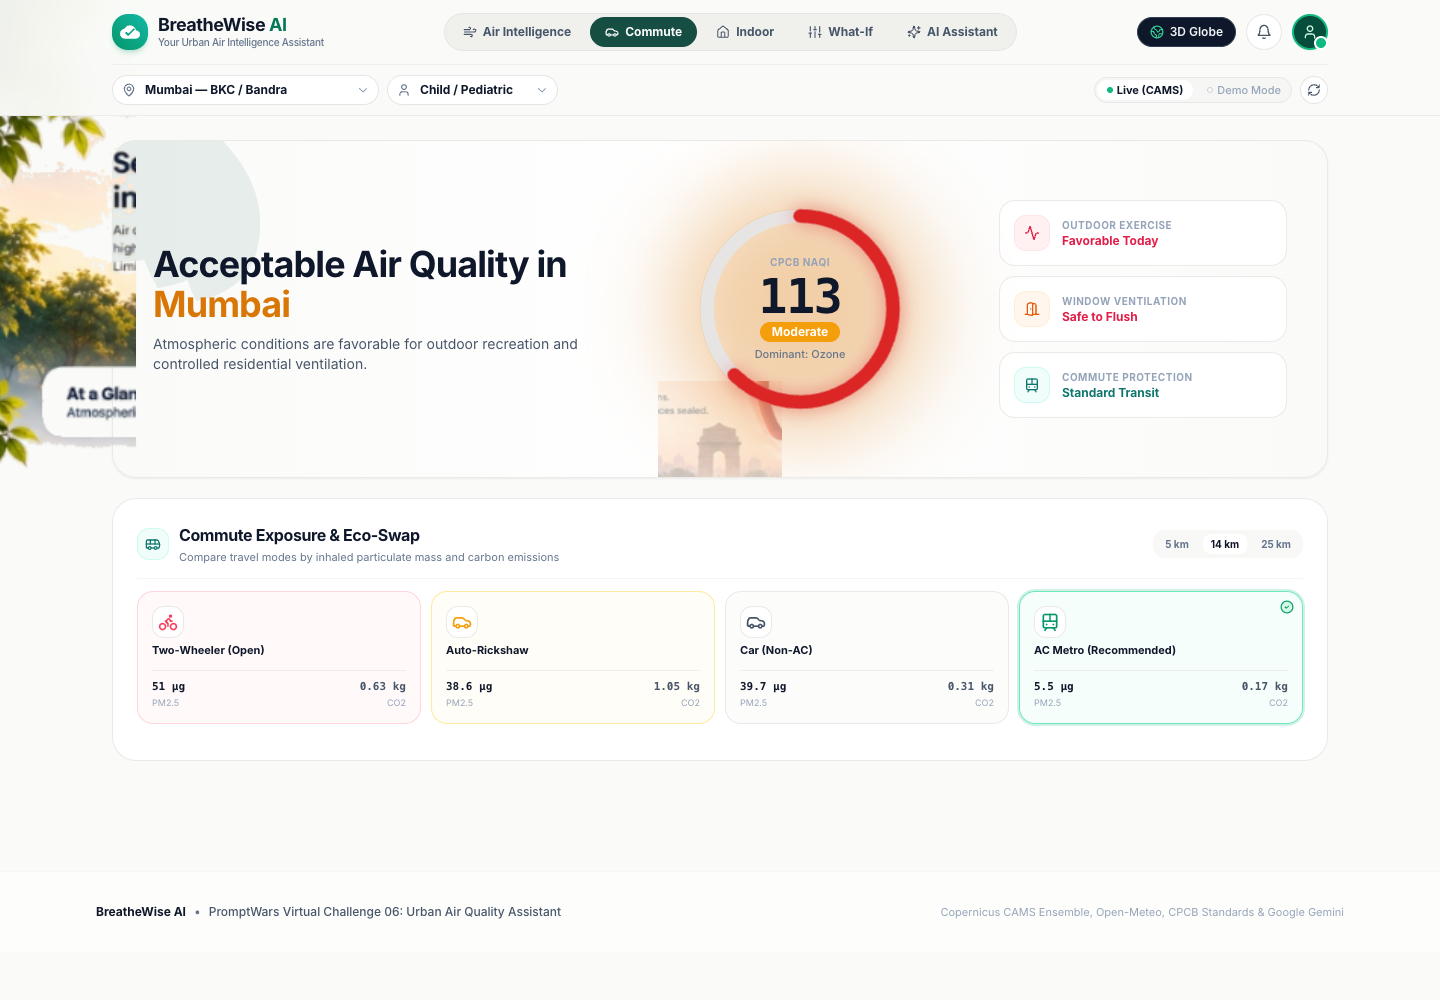 BreatheWise AI
Your Urban Air Intelligence Assistant
Air Intelligence
Commute
Indoor
What-If
AI Assistant
3D Globe
Mumbai — BKC / Bandra
Child / Pediatric
Live (CAMS)
Demo Mode
in
At a Glan
Atmospheri
Acceptable Air Quality in
Mumbai
Atmospheric conditions are favorable for outdoor recreation and
controlled residential ventilation.
CPCB NAQI
113
Moderate
Dominant: Ozone
ns.
ces sealed.
OUTDOOR EXERCISE
Favorable Today
WINDOW VENTILATION
Safe to Flush
COMMUTE PROTECTION
Standard Transit
Commute Exposure & Eco-Swap
Compare travel modes by inhaled particulate mass and carbon emissions
5 km
14 km
25 km
Two-Wheeler (Open)
51 µg
0.63 kg
PM2.5
CO2
Auto-Rickshaw
38.6 µg
1.05 kg
PM2.5
CO2
Car (Non-AC)
39.7 µg
0.31 kg
PM2.5
CO2
AC Metro (Recommended)
5.5 µg
0.17 kg
PM2.5
CO2
BreatheWise AI • PromptWars Virtual Challenge 06: Urban Air Quality Assistant
Copernicus CAMS Ensemble, Open-Meteo, CPCB Standards & Google Gemini